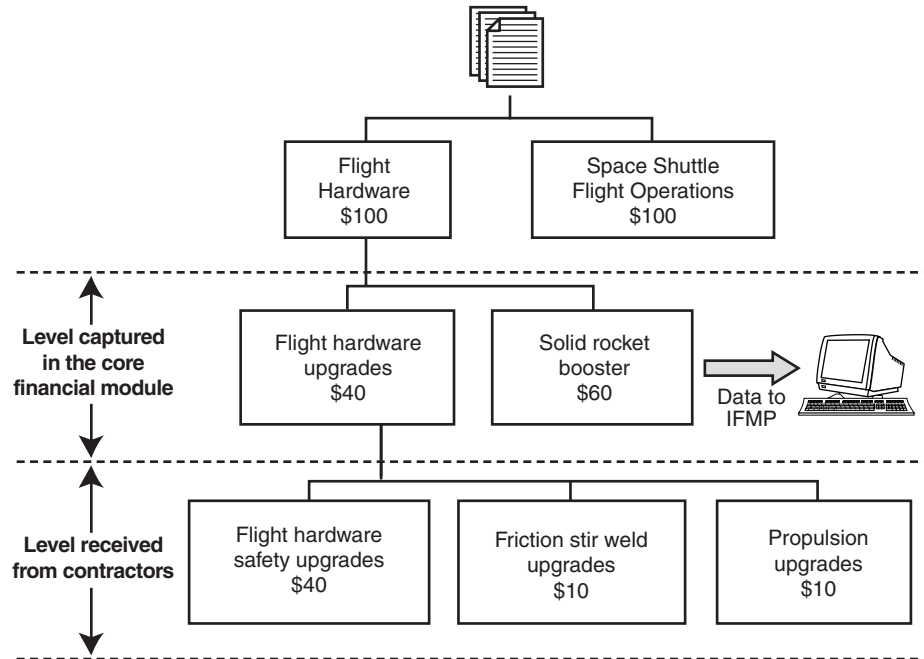 Flight
Hardware
$100
Space Shuttle
Flight Operations
$100
Level captured
in the core
financial module
Flight hardware
upgrades
$40
Solid rocket
booster
$60
Data to
IFMP
Level received
from contractors
Flight hardware
safety upgrades
$40
Friction stir weld
upgrades
$10
Propulsion
upgrades
$10